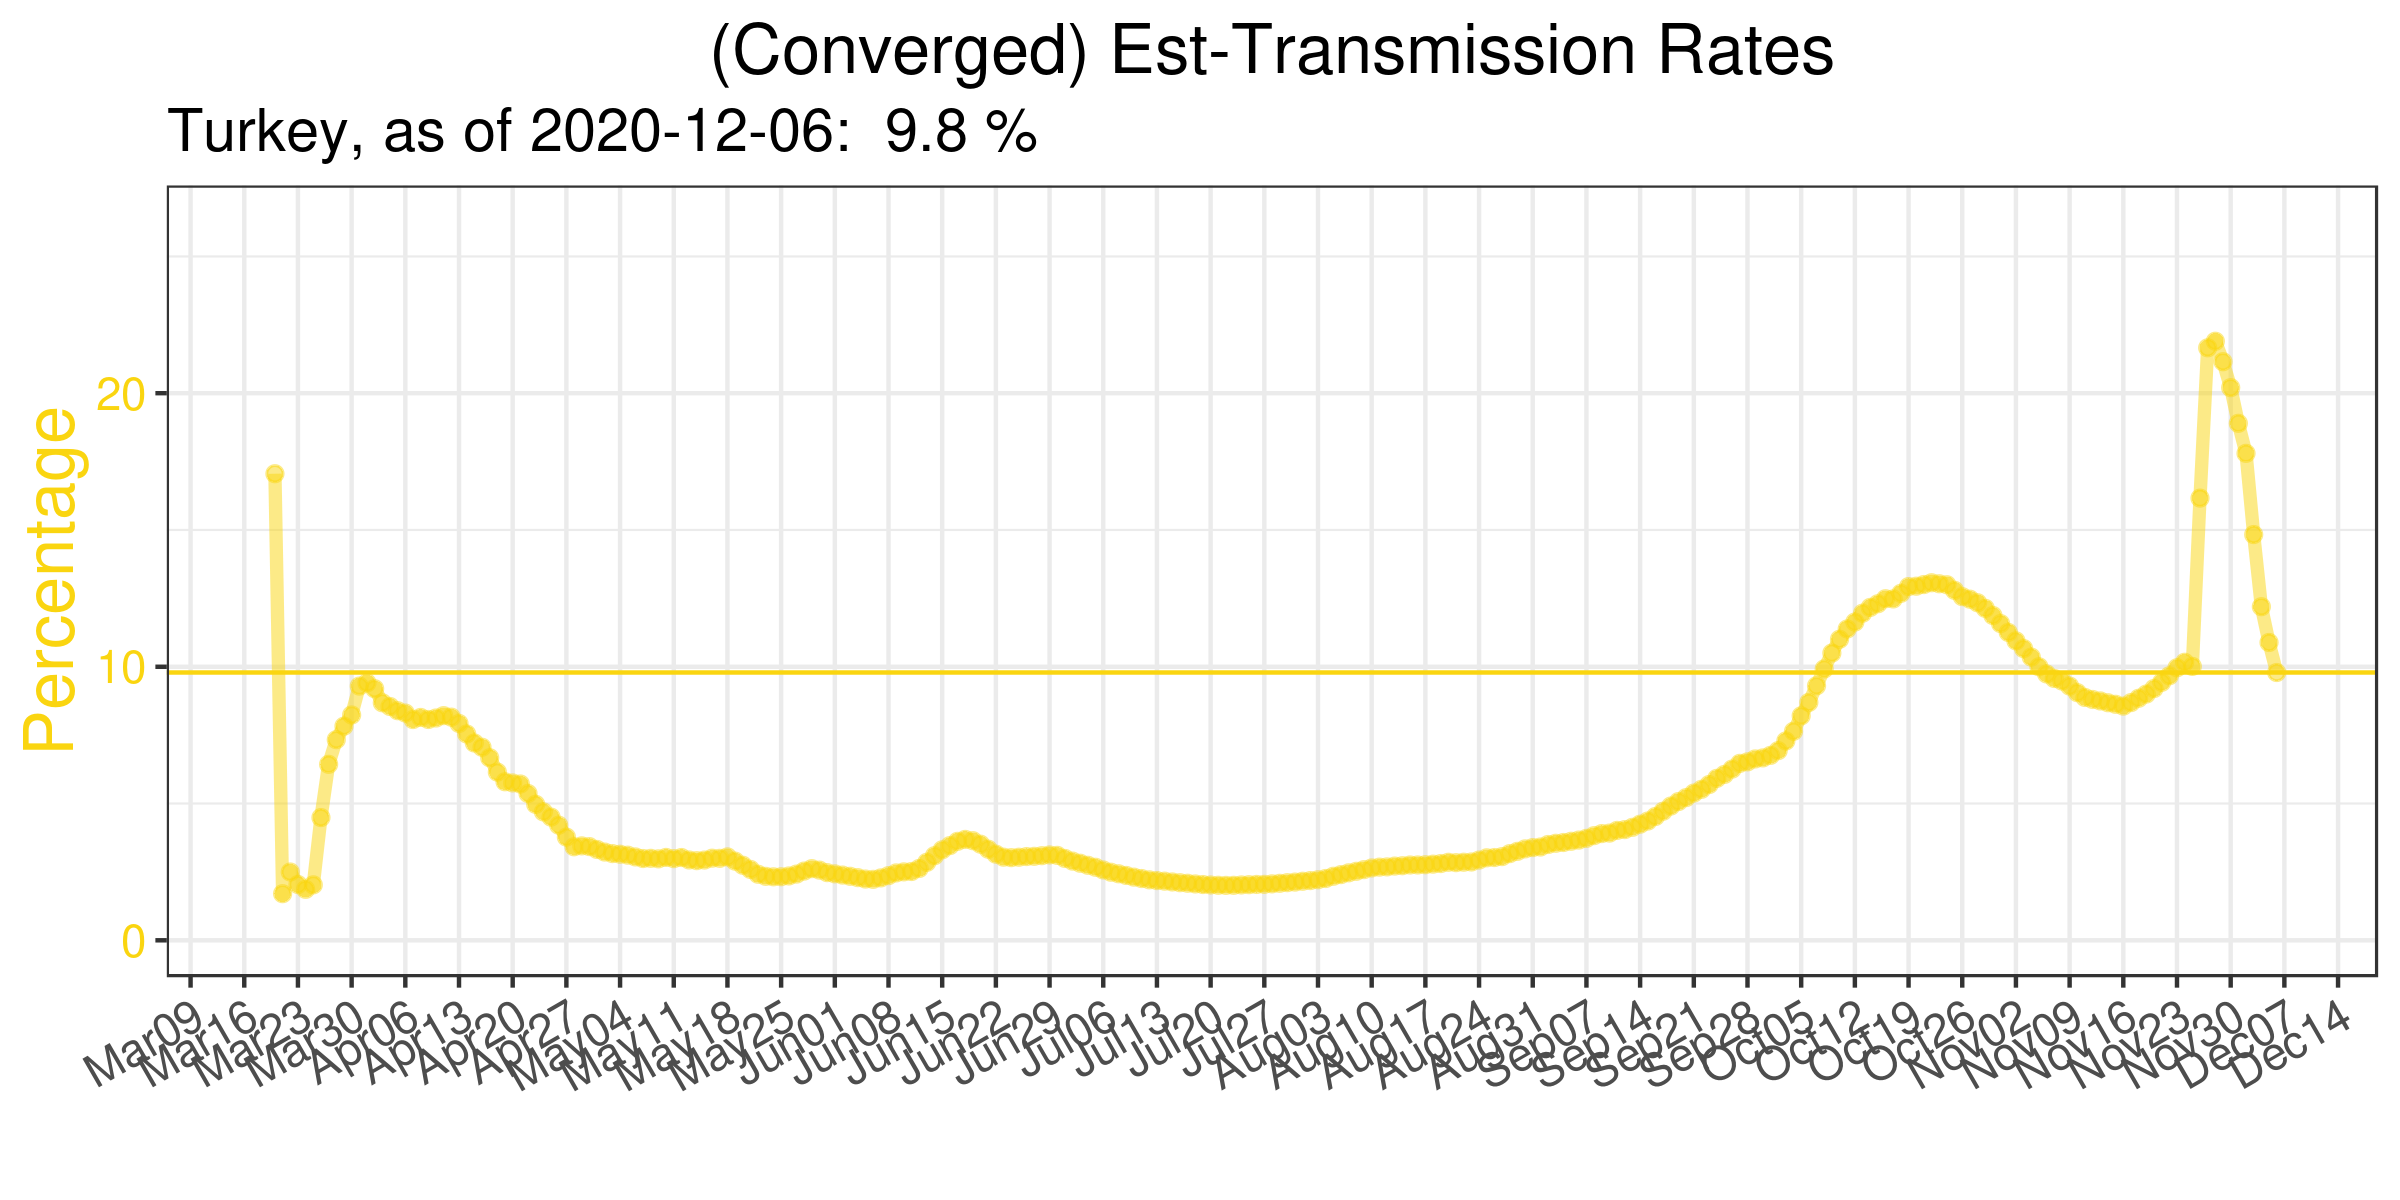 (Converged) Est-Transmission Rates
Turkey, as of 2020-12-06:  9.8 %
Percentage
20
10
0
Mar09
Mar16
Mar23
Mar30
Apr06
Apr13
Apr20
Apr27
May04
May11
May18
May25
Jun01
Jun08
Jun15
Jun22
Jun29
Jul06
Jul13
Jul20
Jul27
Aug03
Aug10
Aug17
Aug24
Aug31
Sep07
Sep14
Sep21
Sep28
Oct05
Oct12
Oct19
Oct26
Nov02
Nov09
Nov16
Nov23
Nov30
Dec07
Dec14